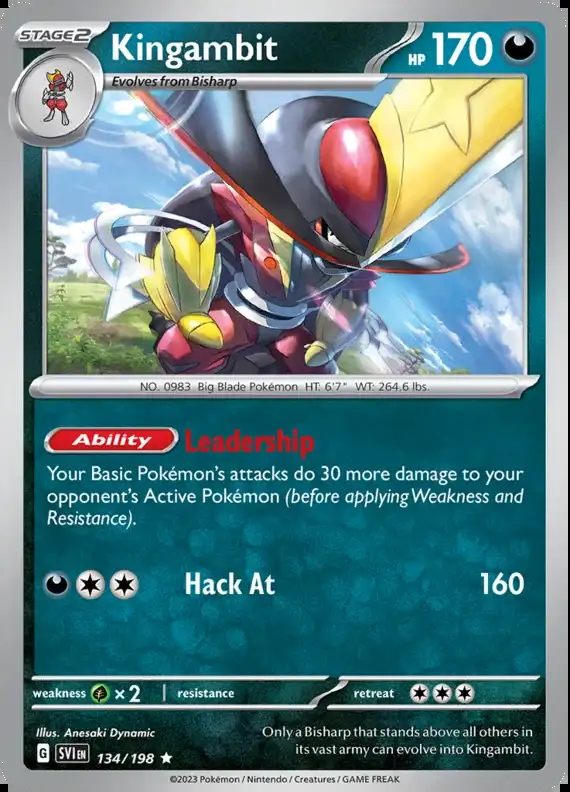 STAGE2
Kingambit
HP 170
Evolves from Bisharp
NO. 0983 Big Blade Pokémon HT: 6'7" WT: 264.6 lbs.
Ability Leadership
Your Basic Pokémon's attacks do 30 more damage to your
opponent's Active Pokémon (before applying Weakness and
Resistance).
Hack At 160
weakness ×2 resistance retreat
Illus. Anesaki Dynamic
G SVI EN 134/198 ★
Only a Bisharp that stands above all others in
its vast army can evolve into Kingambit.
©2023 Pokémon / Nintendo / Creatures / GAME FREAK